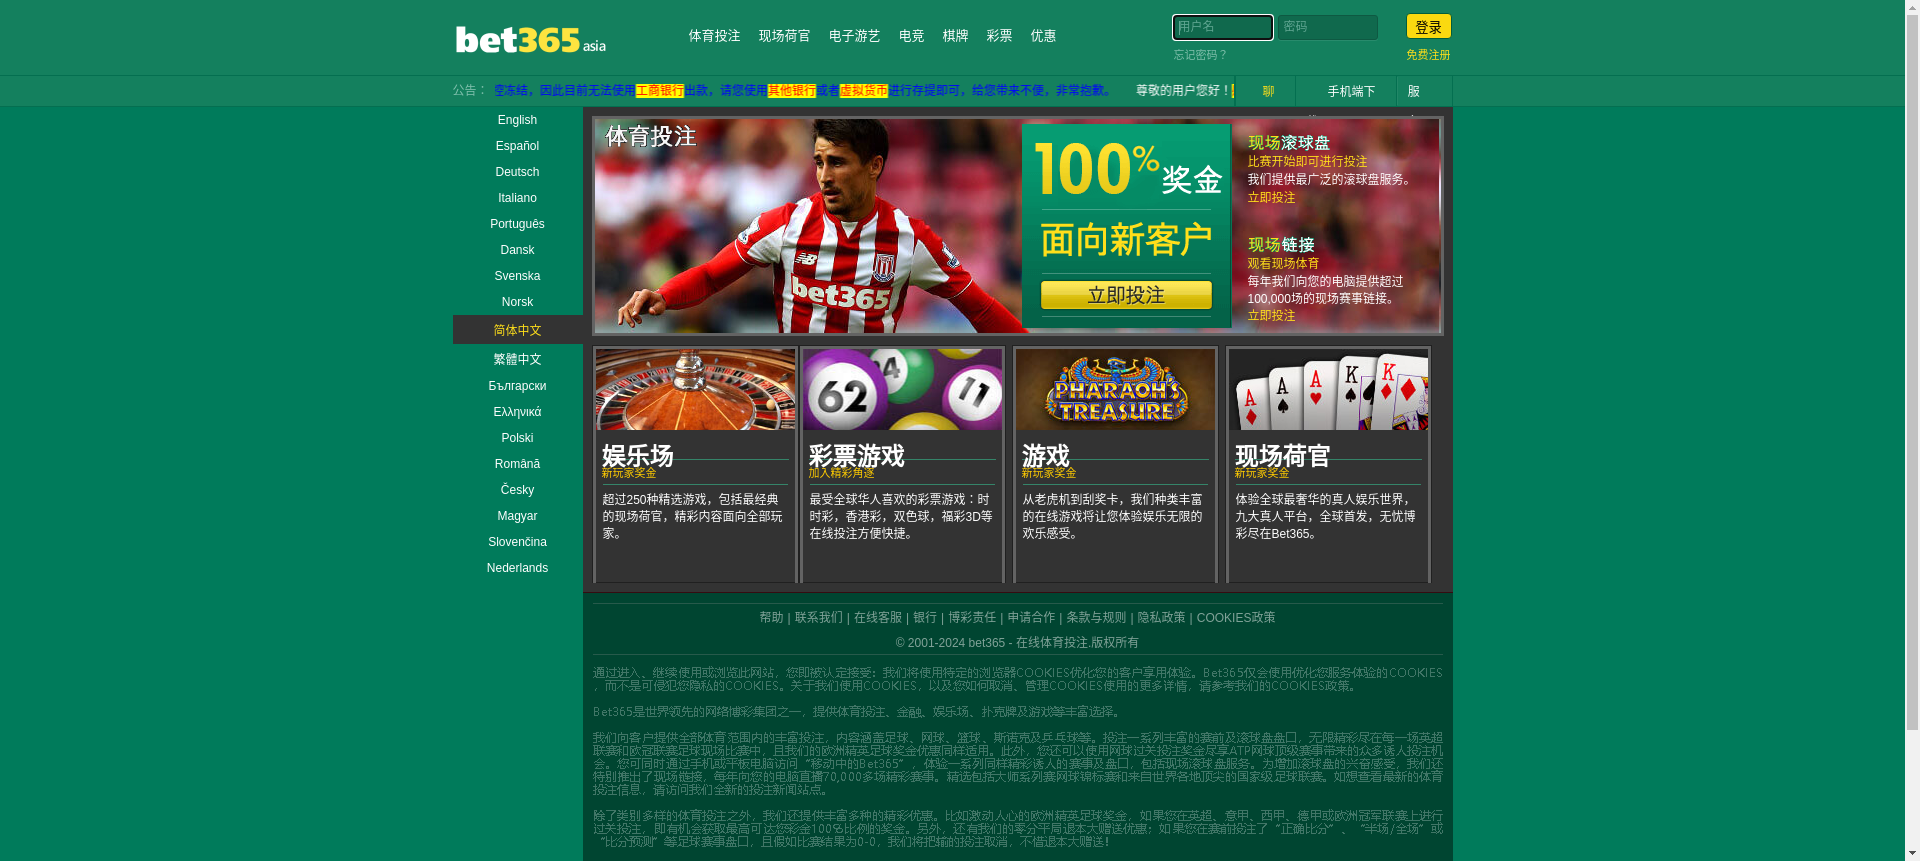 bet365 asia
体育投注 现场荷官 电子游艺 电竞 棋牌 彩票 优惠
用户名 密码 登录
忘记密码？ 免费注册
公告： 控冻结，因此目前无法使用工商银行出款，请您使用其他银行或者虚拟货币进行存提即可，给您带来不便，非常抱歉。 尊敬的用户您好！ 聊 手机端下 服
English
Español
Deutsch
Italiano
Português
Dansk
Svenska
Norsk
简体中文
繁體中文
Български
Ελληνικά
Polski
Română
Česky
Magyar
Slovenčina
Nederlands
体育投注
bet365
100% 奖金
面向新客户
立即投注
现场滚球盘
比赛开始即可进行投注
我们提供最广泛的滚球盘服务。
立即投注
现场链接
观看现场体育
每年我们向您的电脑提供超过
100,000场的现场赛事链接。
立即投注
娱乐场
新玩家奖金
超过250种精选游戏，包括最经典
的现场荷官，精彩内容面向全部玩
家。
62 4 11
彩票游戏
加入精彩角逐
最受全球华人喜欢的彩票游戏：时
时彩，香港彩，双色球，福彩3D等
在线投注方便快捷。
PHARAOH'S
TREASURE
游戏
新玩家奖金
从老虎机到刮奖卡，我们种类丰富
的在线游戏将让您体验娱乐无限的
欢乐感受。
A A A K K
现场荷官
新玩家奖金
体验全球最奢华的真人娱乐世界，
九大真人平台，全球首发，无忧博
彩尽在Bet365。
帮助 | 联系我们 | 在线客服 | 银行 | 博彩责任 | 申请合作 | 条款与规则 | 隐私政策 | COOKIES政策
© 2001-2024 bet365 - 在线体育投注.版权所有
通过进入、继续使用或浏览此网站，您即被认定接受：我们将使用特定的浏览器COOKIES优化您的客户享用体验。Bet365仅会使用优化您服务体验的COOKIES
，而不是可侵犯您隐私的COOKIES。关于我们使用COOKIES，以及您如何取消、管理COOKIES使用的更多详情，请参考我们的COOKIES政策。
Bet365是世界领先的网络博彩集团之一，提供体育投注、金融、娱乐场、扑克牌及游戏等丰富选择。
我们向客户提供全部体育范围内的丰富投注，内容涵盖足球、网球、篮球、斯诺克及乒乓球等。投注一系列丰富的赛前及滚球盘盘口，无限精彩尽在每一场英超
联赛和欧冠联赛足球现场比赛中，且我们的欧洲精英足球奖金优惠同样适用。此外，您还可以使用网球过关投注奖金尽享ATP网球顶级赛事带来的众多诱人投注机
会。您可同时通过手机或平板电脑访问“移动中的Bet365”，体验一系列同样精彩诱人的赛事及盘口，包括现场滚球盘服务。为增加滚球盘的兴奋感受，我们还
特别推出了现场链接，每年向您的电脑直播70,000多场精彩赛事。精选包括大师系列赛网球锦标赛和来自世界各地顶尖的国家级足球联赛。如想查看最新的体育
投注信息，请访问我们全新的投注新闻站点。
除了类别多样的体育投注之外，我们还提供丰富多种的精彩优惠。比如激动人心的欧洲精英足球奖金，如果您在英超、意甲、西甲、德甲或欧洲冠军联赛上进行
过关投注，即有机会获取最高可达您彩金100%比例的奖金。另外，还有我们的零分平局退本大赠送优惠：如果您在赛前投注了“正确比分”、“半场/全场”或
“比分预测”等足球赛事盘口，且假如比赛结果为0-0，我们将把输的投注取消，不惜退本大赠送！